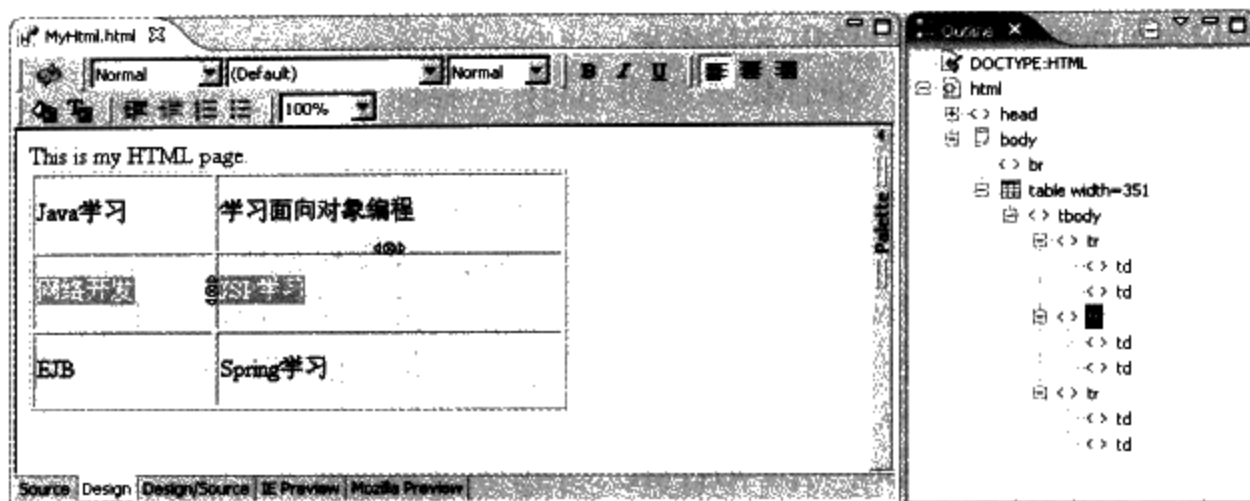 MyHtml.html
Normal (Default) Normal B I U
100%
This is my HTML page.
Java学习 学习面向对象编程
网络开发 JSP学习
EJB Spring学习
Palette
Source Design Design/Source IE Preview Mozilla Preview
Outline
DOCTYPE:HTML
html
head
body
br
table width=351
tbody
tr
td
td
td
td
tr
td
td